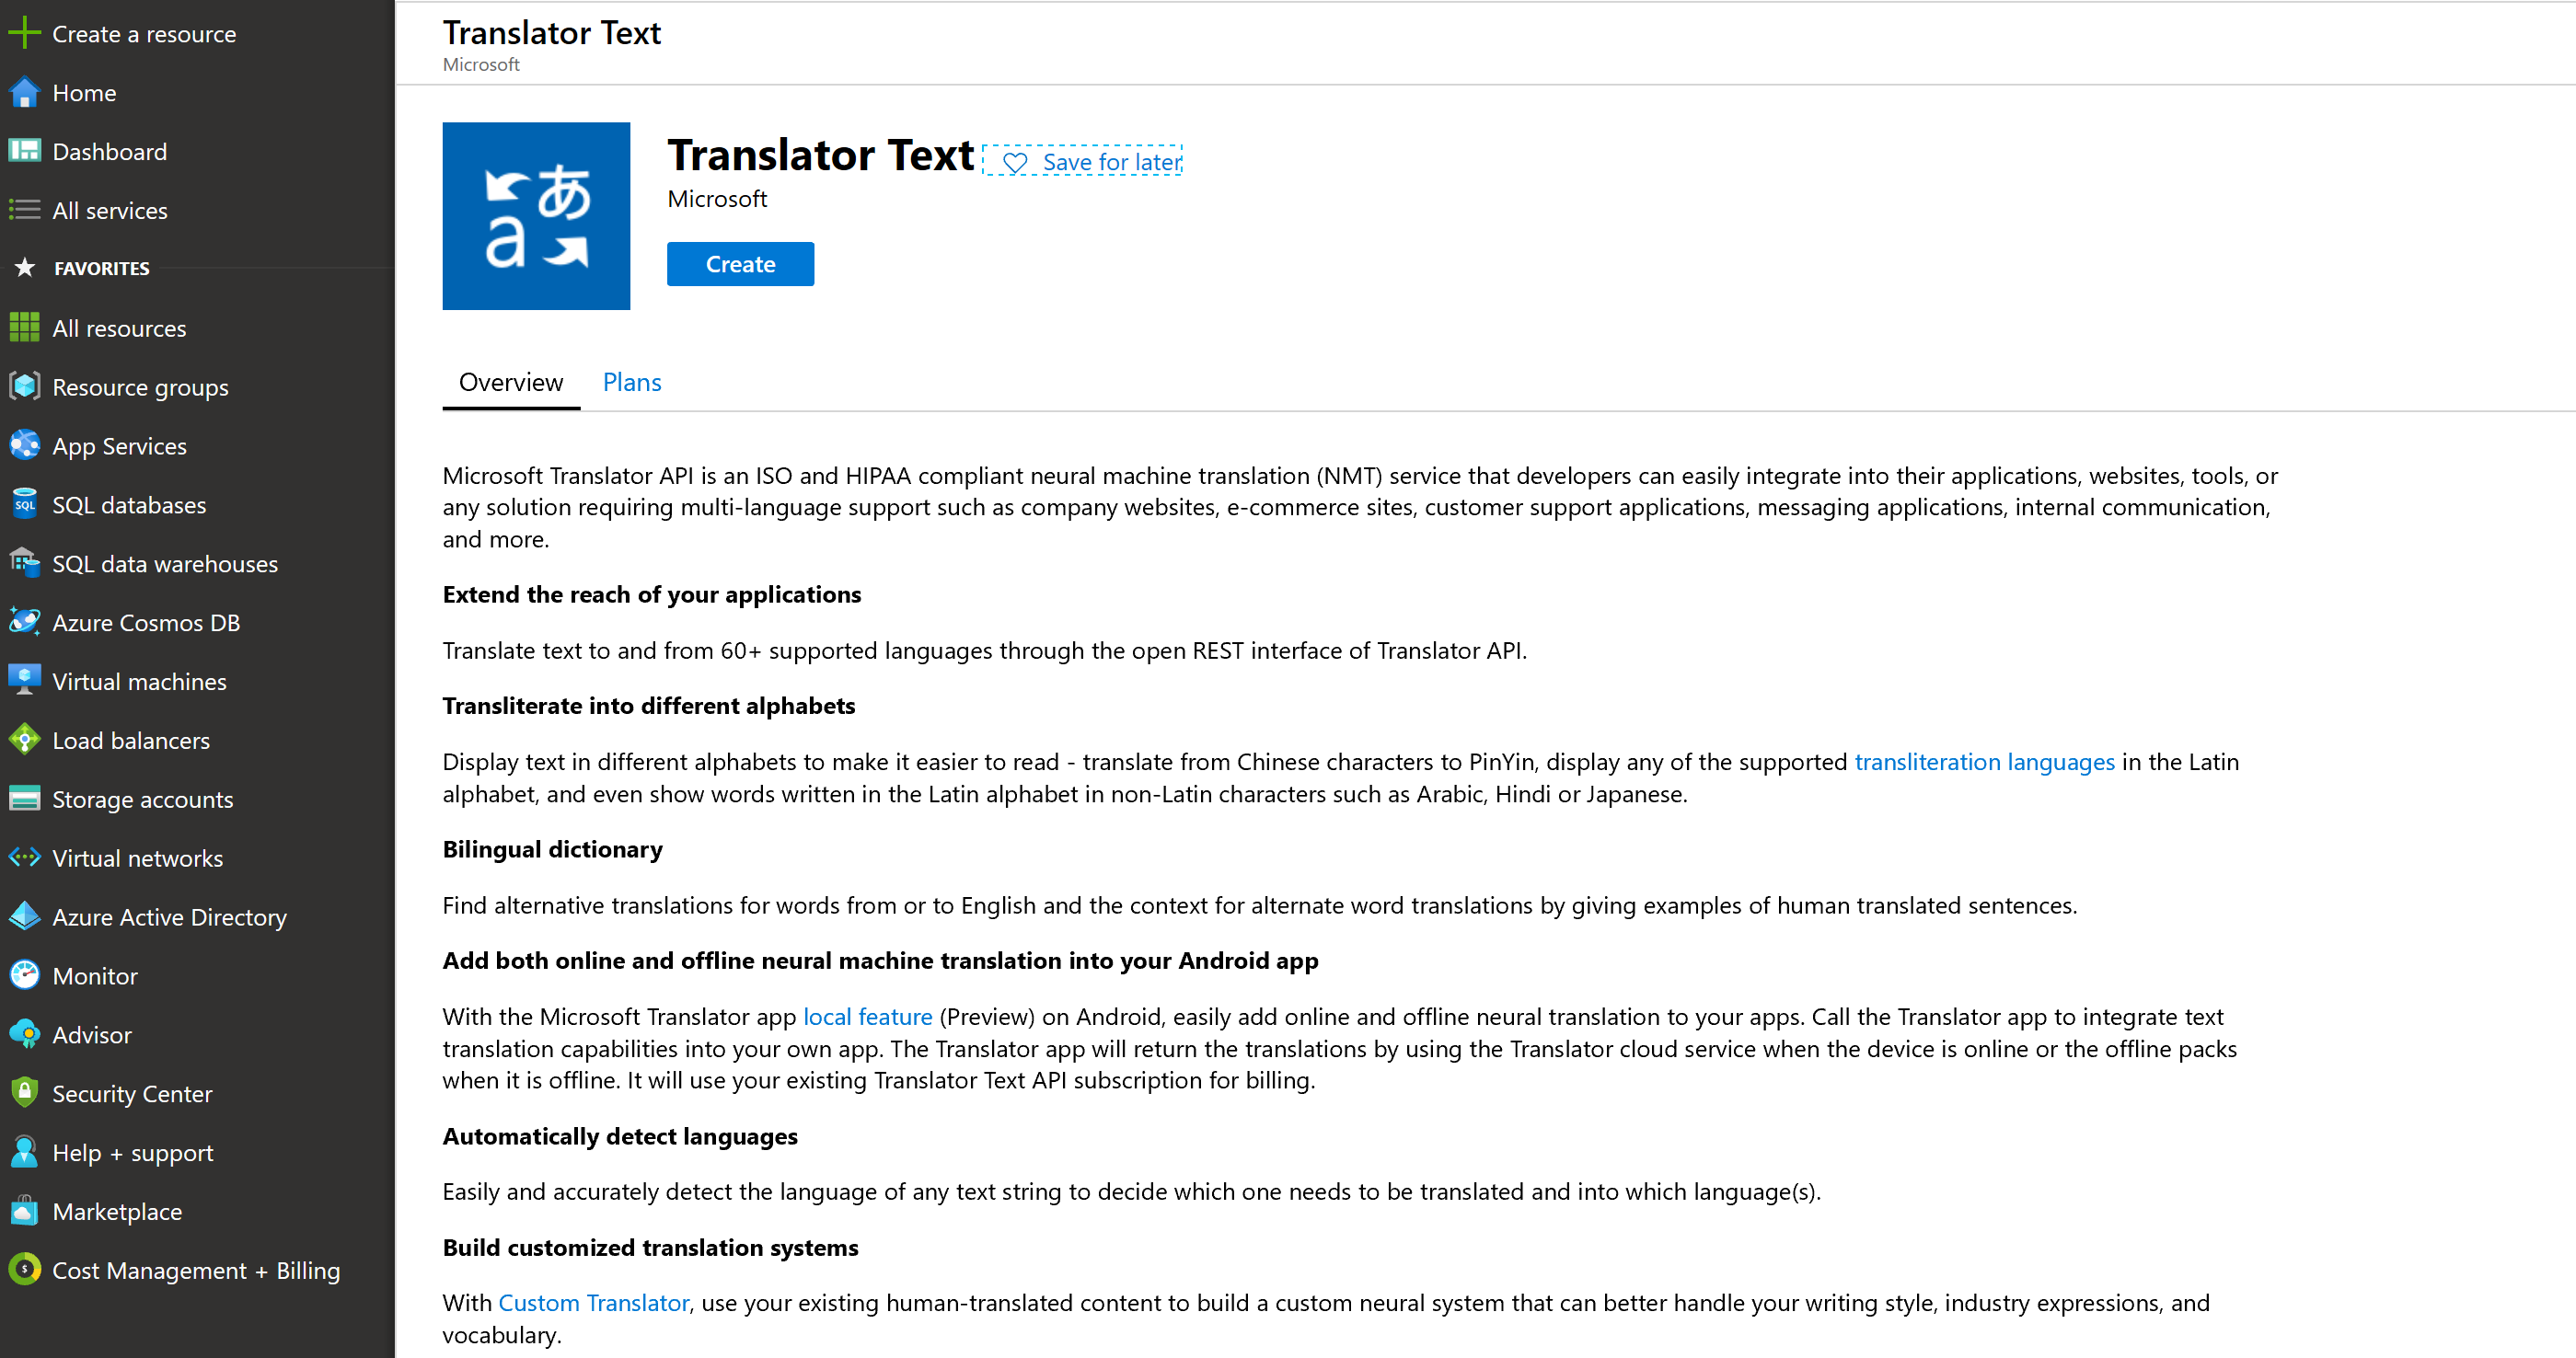 Create a resource
Home
Dashboard
All services
FAVORITES
All resources
Resource groups
App Services
SQL databases
SQL data warehouses
Azure Cosmos DB
Virtual machines
Load balancers
Storage accounts
Virtual networks
Azure Active Directory
Monitor
Advisor
Security Center
Help + support
Marketplace
Cost Management + Billing
Translator Text
Microsoft
あ
a
Translator Text
Save for later
Microsoft
Create
Overview
Plans
Microsoft Translator API is an ISO and HIPAA compliant neural machine translation (NMT) service that developers can easily integrate into their applications, websites, tools, or
any solution requiring multi-language support such as company websites, e-commerce sites, customer support applications, messaging applications, internal communication,
and more.
Extend the reach of your applications
Translate text to and from 60+ supported languages through the open REST interface of Translator API.
Transliterate into different alphabets
Display text in different alphabets to make it easier to read - translate from Chinese characters to PinYin, display any of the supported transliteration languages in the Latin
alphabet, and even show words written in the Latin alphabet in non-Latin characters such as Arabic, Hindi or Japanese.
Bilingual dictionary
Find alternative translations for words from or to English and the context for alternate word translations by giving examples of human translated sentences.
Add both online and offline neural machine translation into your Android app
With the Microsoft Translator app local feature (Preview) on Android, easily add online and offline neural translation to your apps. Call the Translator app to integrate text
translation capabilities into your own app. The Translator app will return the translations by using the Translator cloud service when the device is online or the offline packs
when it is offline. It will use your existing Translator Text API subscription for billing.
Automatically detect languages
Easily and accurately detect the language of any text string to decide which one needs to be translated and into which language(s).
Build customized translation systems
With Custom Translator, use your existing human-translated content to build a custom neural system that can better handle your writing style, industry expressions, and
vocabulary.